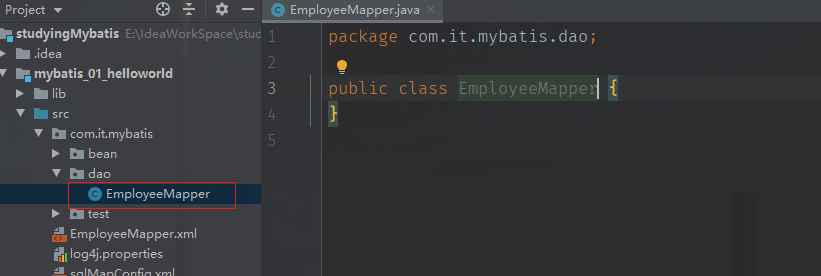 Project
studyingMybatis E:\IdeaWorkSpace\stud
.idea
mybatis_01_helloworld
lib
src
com.it.mybatis
bean
dao
EmployeeMapper
test
EmployeeMapper.xml
log4j.properties
sqlMapConfig.xml
EmployeeMapper.java
1 package com.it.mybatis.dao;
2
3 public class EmployeeMapper {
4 }
5